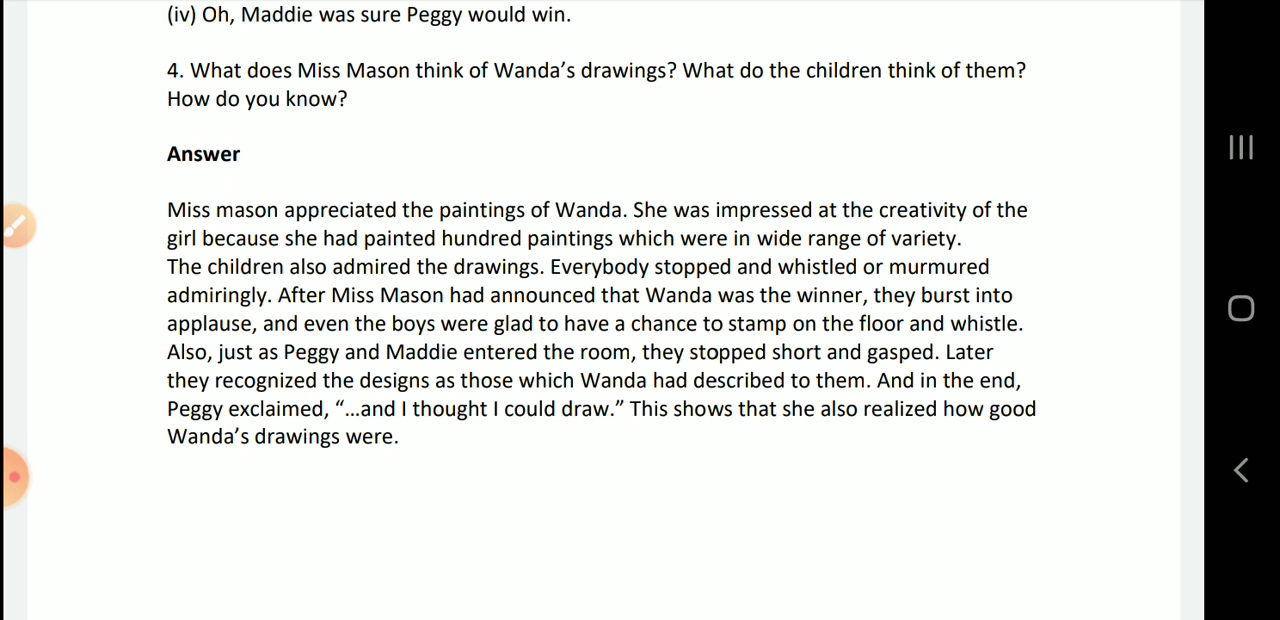 (iv) Oh, Maddie was sure Peggy would win.
4. What does Miss Mason think of Wanda’s drawings? What do the children think of them?
How do you know?
Answer
Miss mason appreciated the paintings of Wanda. She was impressed at the creativity of the
girl because she had painted hundred paintings which were in wide range of variety.
The children also admired the drawings. Everybody stopped and whistled or murmured
admiringly. After Miss Mason had announced that Wanda was the winner, they burst into
applause, and even the boys were glad to have a chance to stamp on the floor and whistle.
Also, just as Peggy and Maddie entered the room, they stopped short and gasped. Later
they recognized the designs as those which Wanda had described to them. And in the end,
Peggy exclaimed, “…and I thought I could draw.” This shows that she also realized how good
Wanda’s drawings were.